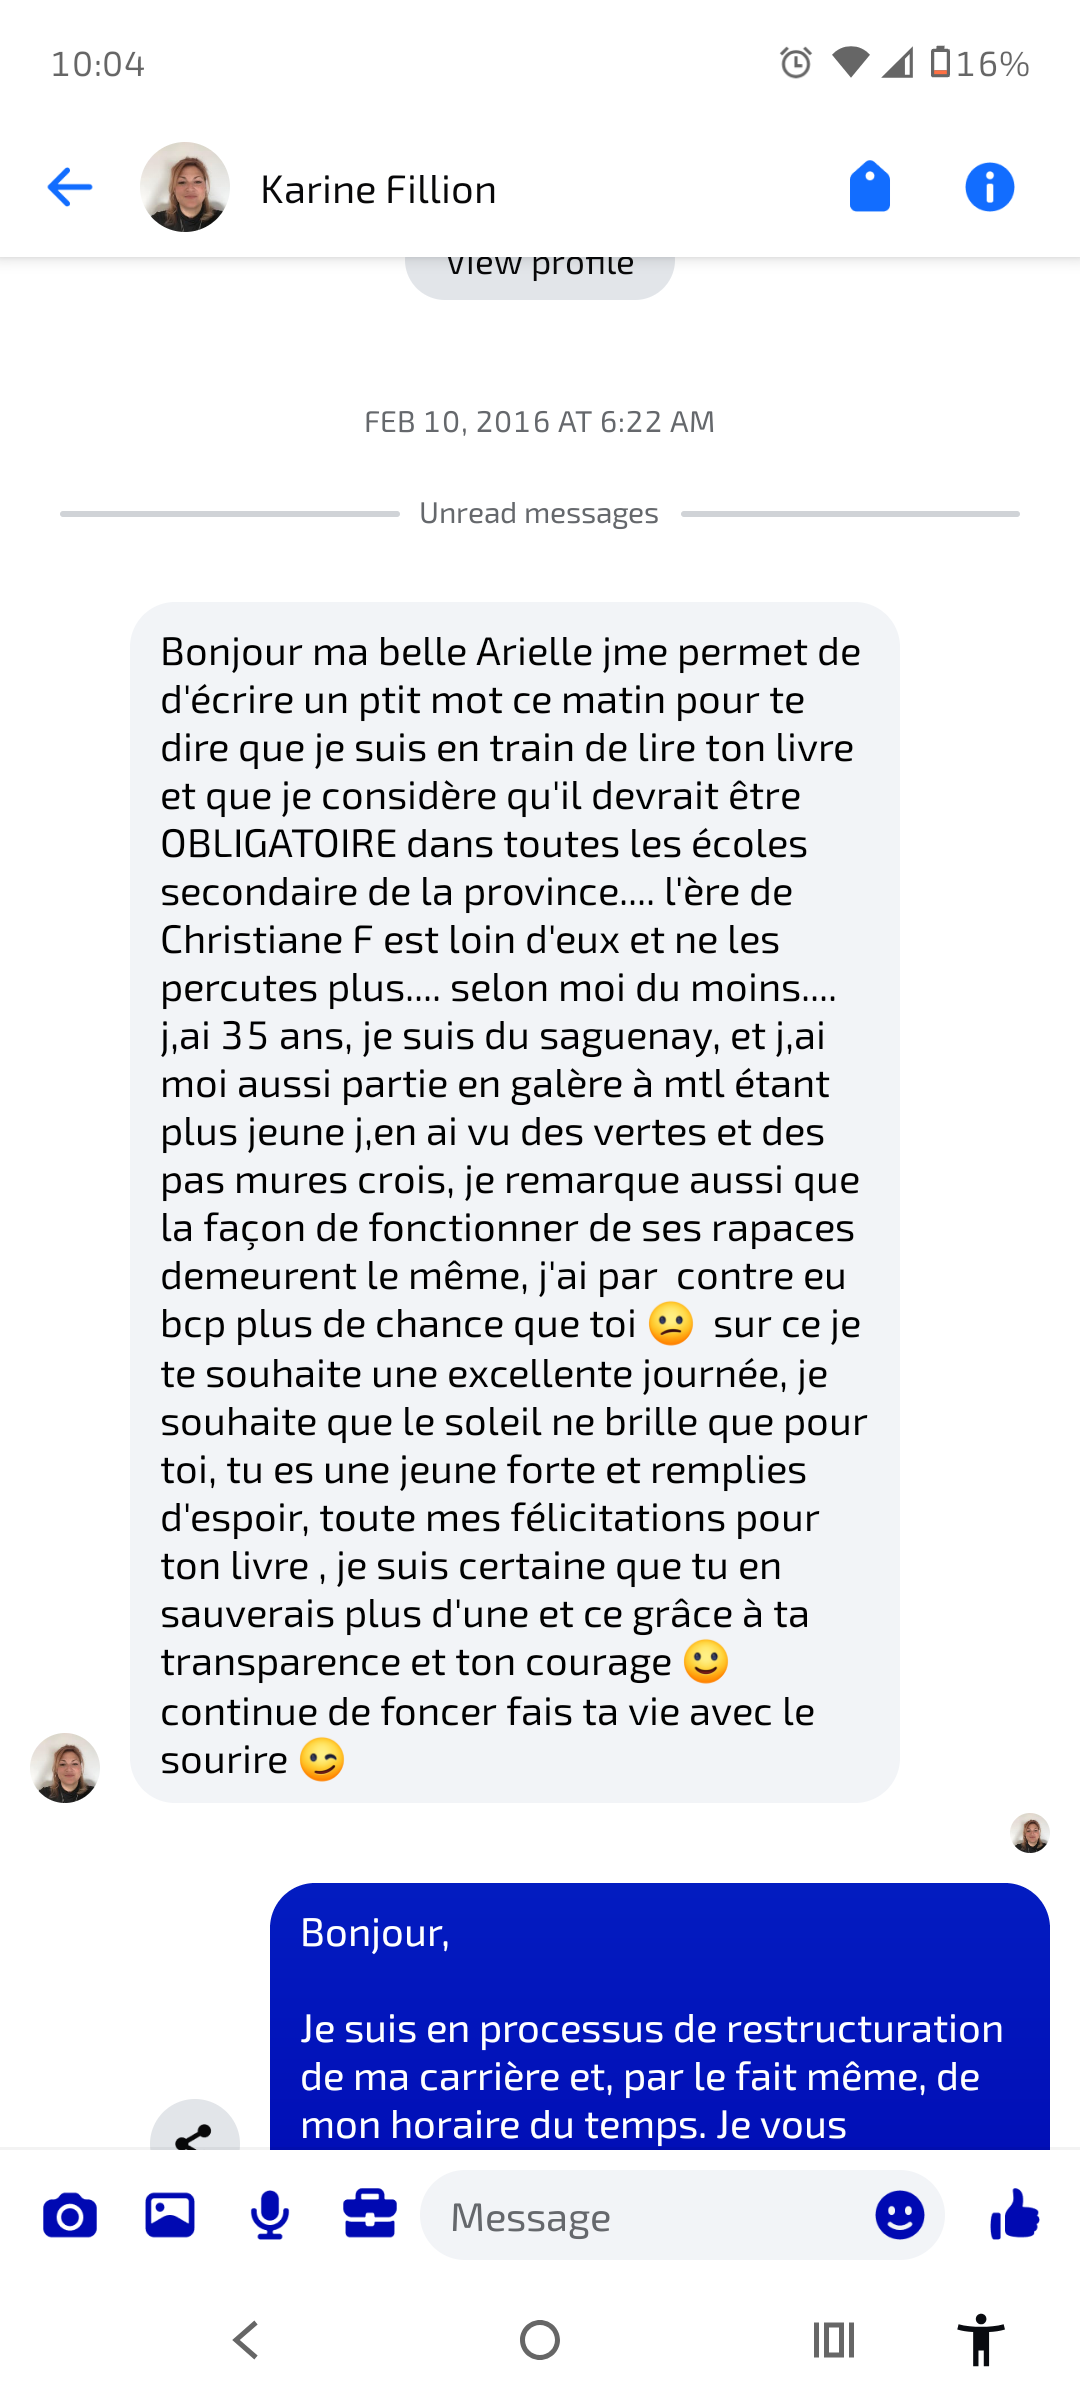 10:04
16%
Karine Fillion
View profile
FEB 10, 2016 AT 6:22 AM
Unread messages
Bonjour ma belle Arielle jme permet de
d'écrire un ptit mot ce matin pour te
dire que je suis en train de lire ton livre
et que je considère qu'il devrait être
OBLIGATOIRE dans toutes les écoles
secondaire de la province.... l'ère de
Christiane F est loin d'eux et ne les
percutes plus.... selon moi du moins....
j,ai 35 ans, je suis du saguenay, et j,ai
moi aussi partie en galère à mtl étant
plus jeune j,en ai vu des vertes et des
pas mures crois, je remarque aussi que
la façon de fonctionner de ses rapaces
demeurent le même, j'ai par  contre eu
bcp plus de chance que toi 😕  sur ce je
te souhaite une excellente journée, je
souhaite que le soleil ne brille que pour
toi, tu es une jeune forte et remplies
d'espoir, toute mes félicitations pour
ton livre , je suis certaine que tu en
sauverais plus d'une et ce grâce à ta
transparence et ton courage 🙂
continue de foncer fais ta vie avec le
sourire 😉
Bonjour,
Je suis en processus de restructuration
de ma carrière et, par le fait même, de
mon horaire du temps. Je vous
Message